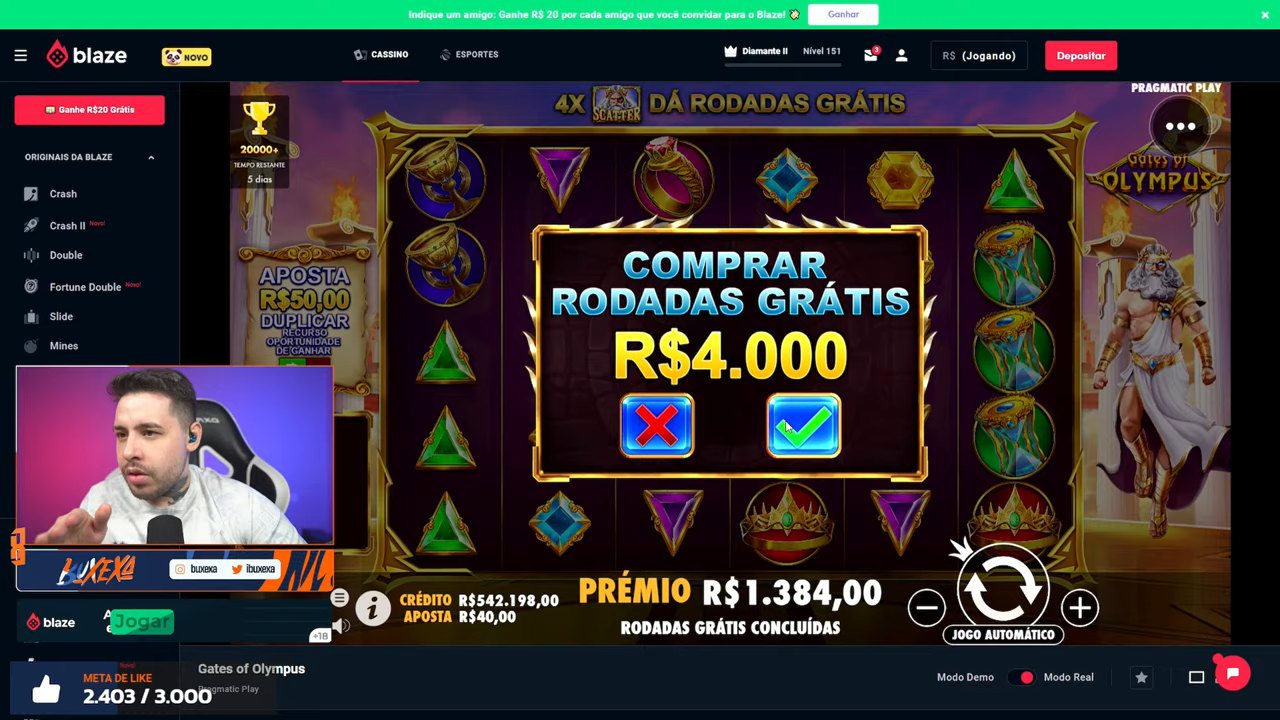 Indique um amigo: Ganhe R$ 20 por cada amigo que você convidar para o Blaze!
Ganhar
blaze
NOVO
CASSINO
ESPORTES
Diamante II
Nível 151
3
R$ (Jogando)
Depositar
Ganhe R$20 Grátis
ORIGINAIS DA BLAZE
Crash
Crash II Novo!
Double
Fortune Double Novo!
Slide
Mines
PRAGMATIC PLAY
4X SCATTER DÁ RODADAS GRÁTIS
20000+
TEMPO RESTANTE
5 dias
Gates of
OLYMPUS
APOSTA
R$50,00
DUPLICAR
RECURSO
OPORTUNIDADE
DE GANHAR
COMPRAR
RODADAS GRÁTIS
R$4.000
BUXEXA
buxexa
ibuxexa
blaze
Jogar
+18
CRÉDITO R$542.198,00
APOSTA R$40,00
PRÉMIO R$1.384,00
RODADAS GRÁTIS CONCLUÍDAS
JOGO AUTOMÁTICO
META DE LIKE
2.403 / 3.000
Gates of Olympus
Pragmatic Play
Modo Demo
Modo Real